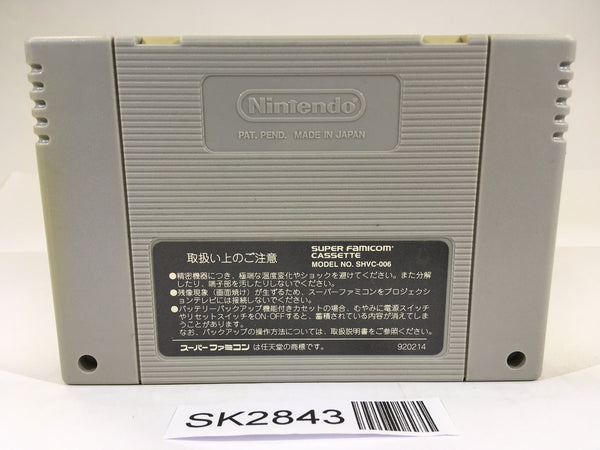 Nintendo
PAT. PEND. MADE IN JAPAN
取扱い上のご注意
SUPER FAMICOM
CASSETTE
MODEL NO. SHVC-006
●精密機器につき、極端な温度変化やショックを避けてください。また分解
したり、端子部を汚したりしないでください。
●残像現象(画面焼け)が生ずるため、スーパーファミコンをプロジェクシ
ョンテレビには接続しないでください。
●バッテリーバックアップ機能付きカセットの場合、むやみに電源スイッチ
やリセットスイッチをON・OFFすると、蓄積されている内容が消えてしま
うことがあります。
なお、バックアップの操作方法については、取扱説明書をご参照ください。
スーパーファミコン は任天堂の商標です。
920214
SK2843